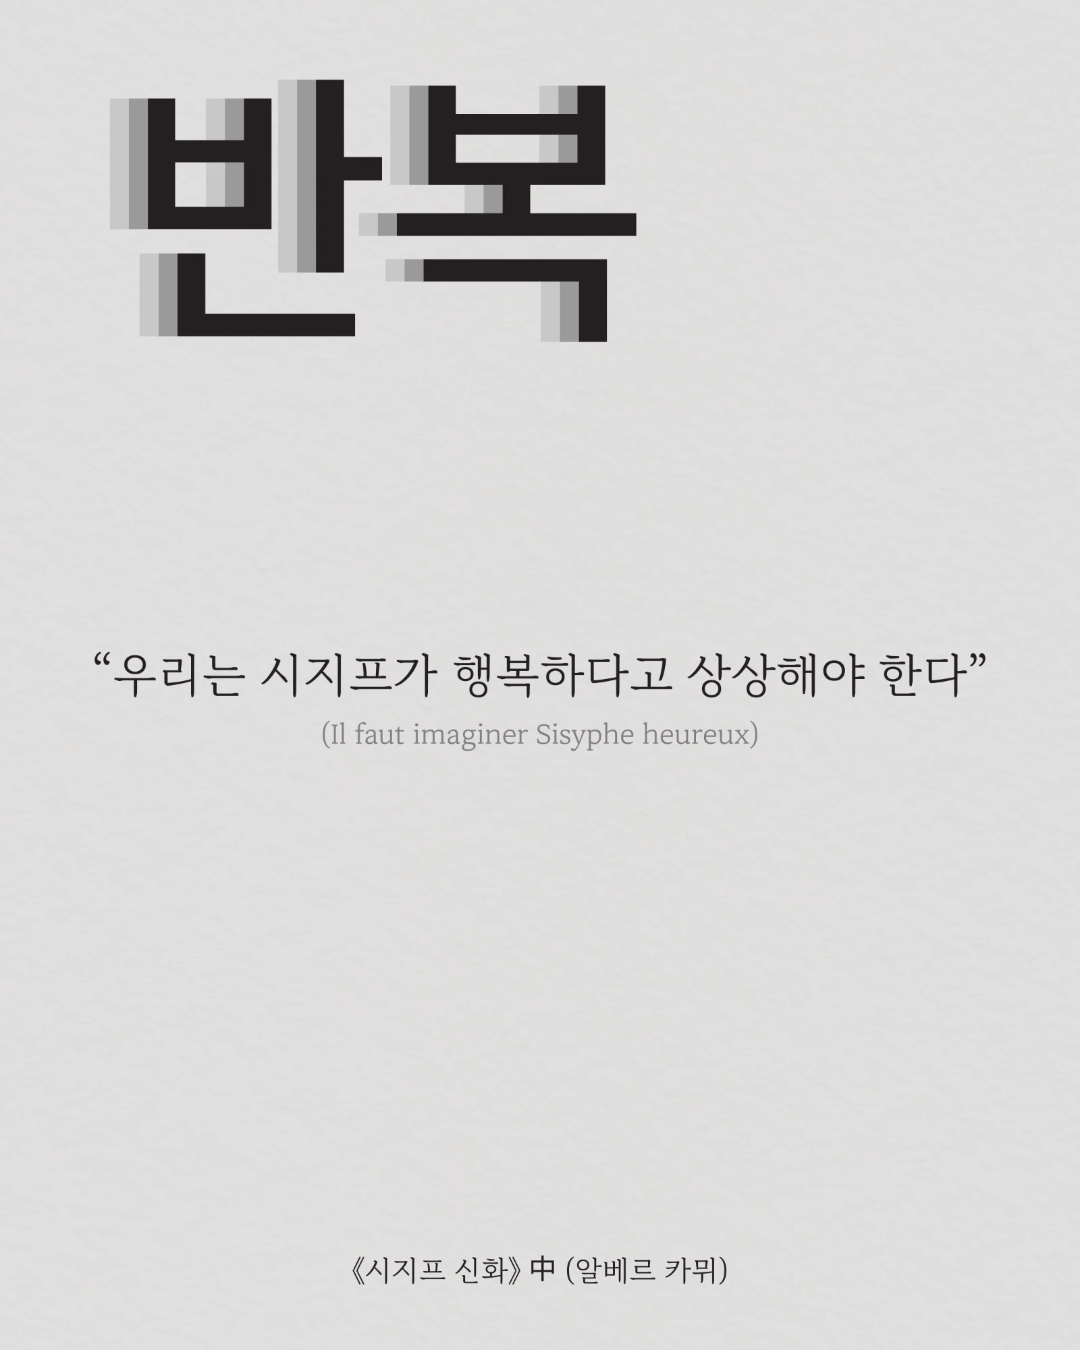 반복
“우리는 시지프가 행복하다고 상상해야 한다”
(Il faut imaginer Sisyphe heureux)
《시지프 신화》 中 (알베르 카뮈)